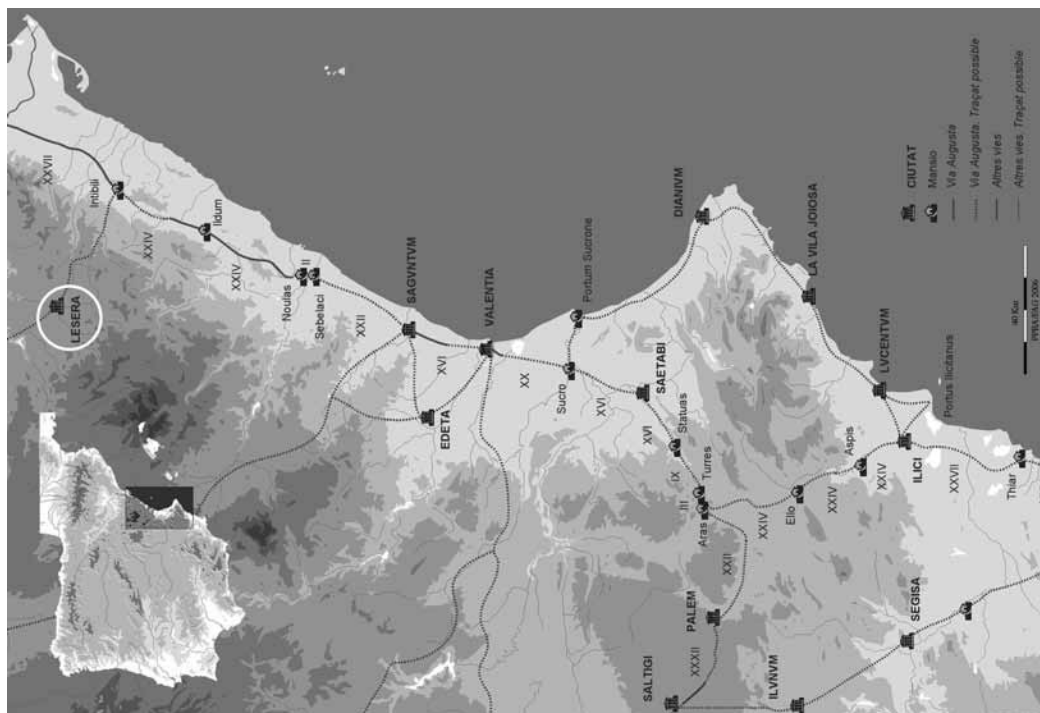 XXVII
Intibili
LESERA
XXIV
Ildum
XXIV
Noulas
II
Sebelaci
XXII
SAGVNTVM
XVI
VALENTIA
EDETA
XX
Portum Sucrone
Sucro
DIANIVM
XVI
SAETABI
XVI
Statuas
IX
Turres
III
Aras
LA VILA JOIOSA
XXIV
Ello
XXIV
Aspis
XXIV
LVCENTVM
Portus Ilicitanus
ILICI
XXVII
Thiar
XXII
PALEM
XXXII
SALTIGI
ILVNVM
SEGISA
CIUTAT
Mansio
Via Augusta
Via Augusta. Traçat possible
Altres vies
Altres vies. Traçat possible
40 Km